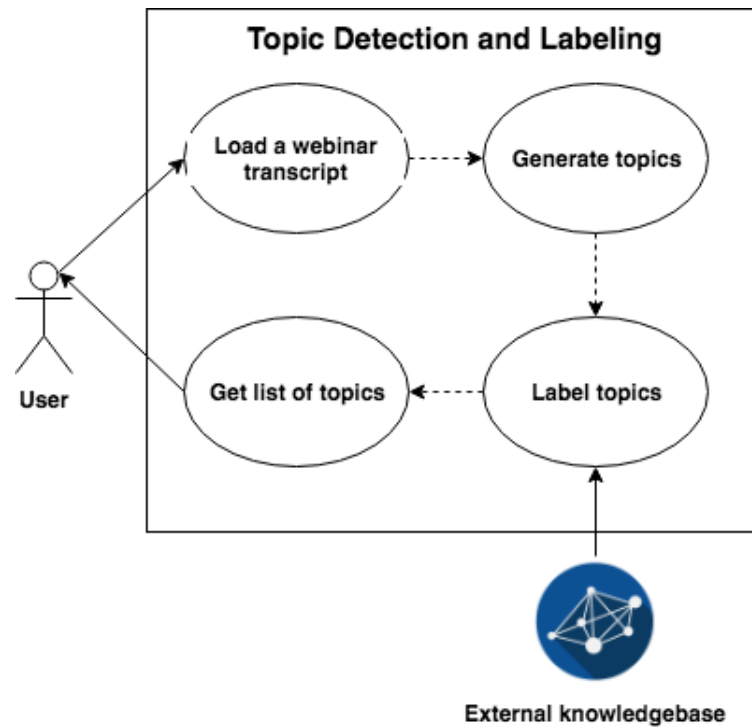 Topic Detection and Labeling
Load a webinar
transcript
Generate topics
User
Get list of topics
Label topics
External knowledgebase